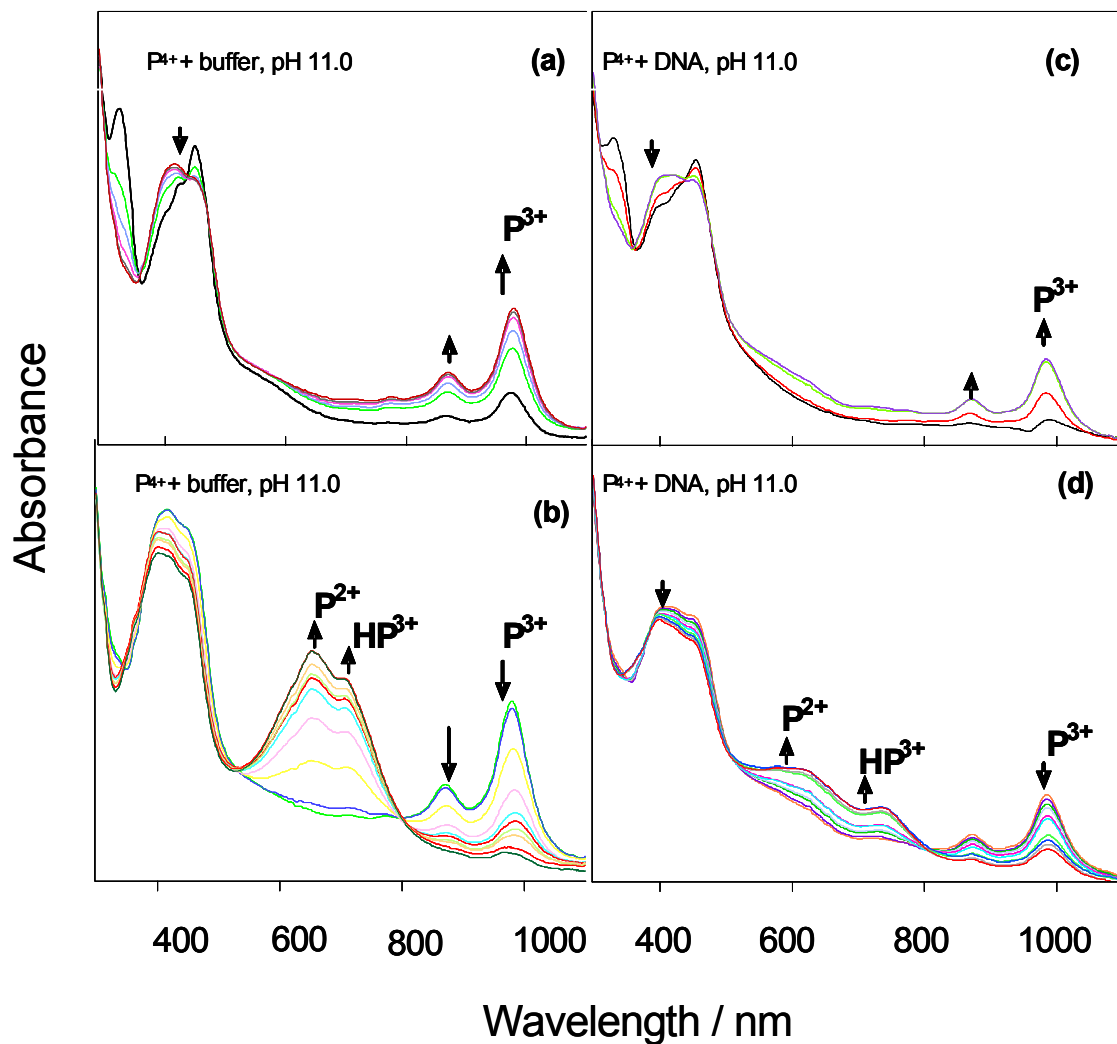 P⁴⁺+ buffer, pH 11.0
(a)
P³⁺
P⁴⁺+ DNA, pH 11.0
(c)
P³⁺
P⁴⁺+ buffer, pH 11.0
(b)
P²⁺
HP³⁺
P³⁺
P⁴⁺+ DNA, pH 11.0
(d)
P²⁺
HP³⁺
P³⁺
Absorbance
400 600 800 1000 400 600 800 1000
Wavelength / nm